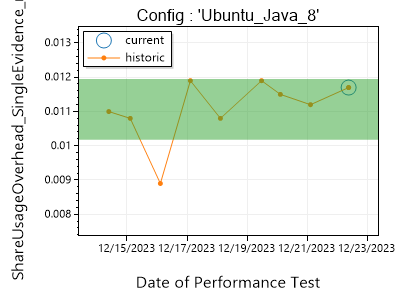 Config : 'Ubuntu_Java_8'
current
historic
ShareUsageOverhead_SingleEvidence_
0.013
0.012
0.011
0.01
0.009
0.008
12/15/2023 12/17/2023 12/19/2023 12/21/2023 12/23/2023
Date of Performance Test